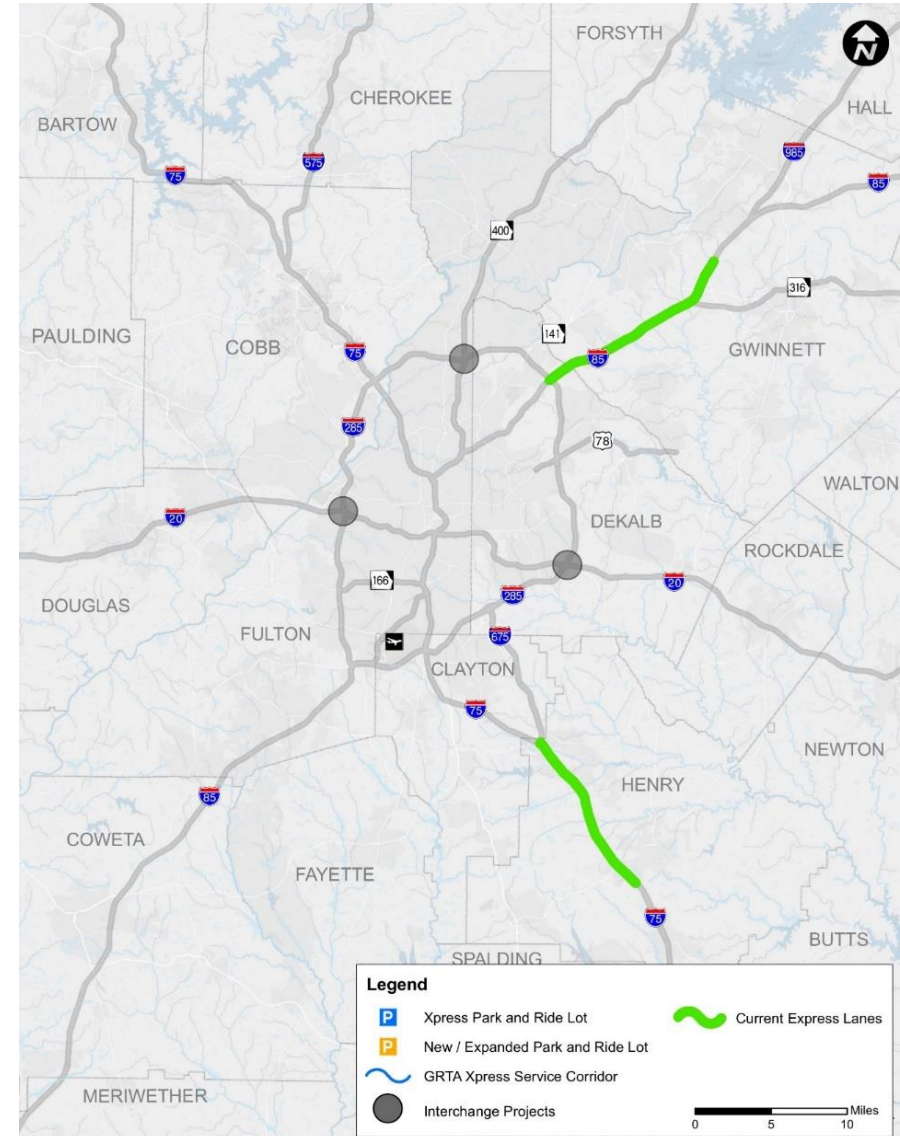 FORSYTH
N
CHEROKEE
HALL
BARTOW
985
575
75
85
400
316
141
PAULDING
COBB
75
85
GWINNETT
285
78
WALTON
20
DEKALB
ROCKDALE
166
20
285
DOUGLAS
FULTON
675
CLAYTON
75
NEWTON
HENRY
85
COWETA
FAYETTE
75
BUTTS
SPALDING
Legend
P Xpress Park and Ride Lot
Current Express Lanes
P New / Expanded Park and Ride Lot
GRTA Xpress Service Corridor
MERIWETHER
Interchange Projects
Miles
0 5 10